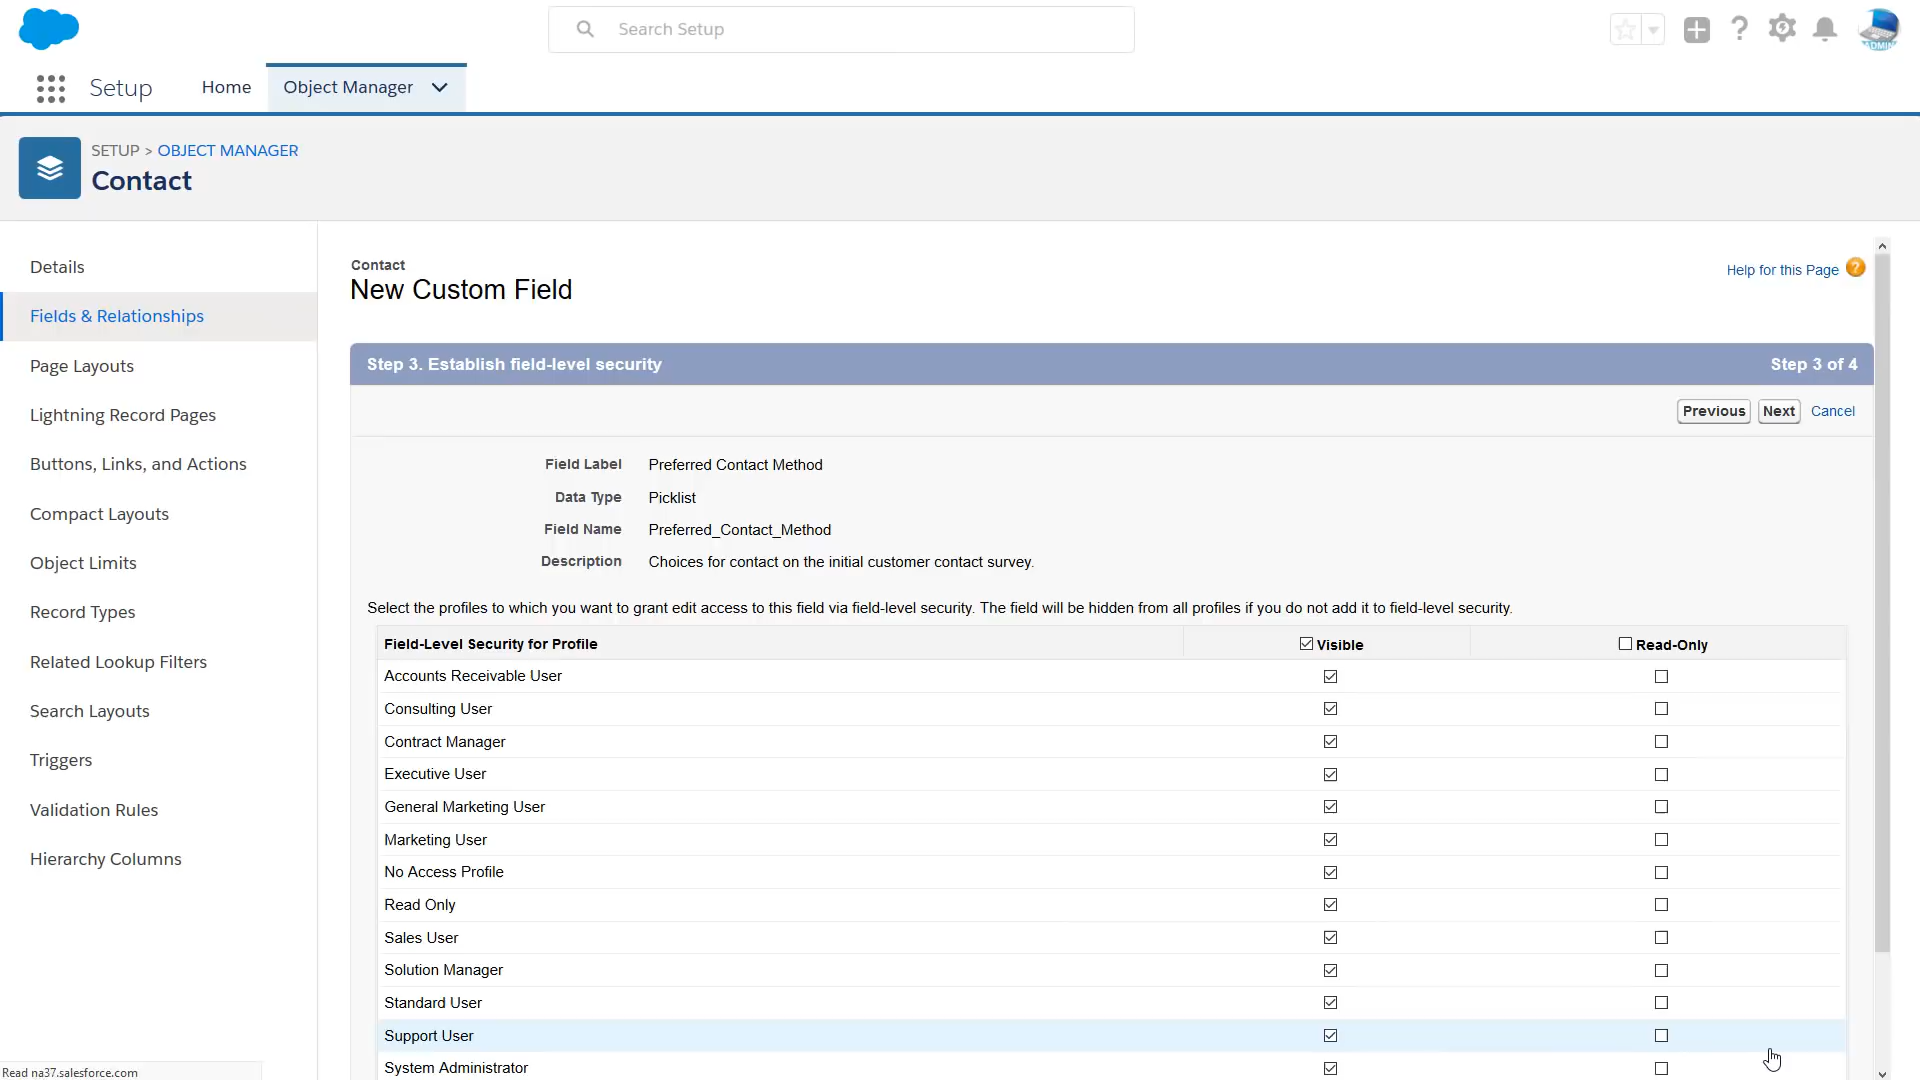 Search Setup
ADMIN
Setup
Home
Object Manager
SETUP > OBJECT MANAGER
Contact
Details
Fields & Relationships
Page Layouts
Lightning Record Pages
Buttons, Links, and Actions
Compact Layouts
Object Limits
Record Types
Related Lookup Filters
Search Layouts
Triggers
Validation Rules
Hierarchy Columns
Contact
New Custom Field
Help for this Page ?
Step 3. Establish field-level security
Step 3 of 4
Previous Next Cancel
Field Label Preferred Contact Method
Data Type Picklist
Field Name Preferred_Contact_Method
Description Choices for contact on the initial customer contact survey.
Select the profiles to which you want to grant edit access to this field via field-level security. The field will be hidden from all profiles if you do not add it to field-level security.
Field-Level Security for Profile Visible Read-Only
Accounts Receivable User
Consulting User
Contract Manager
Executive User
General Marketing User
Marketing User
No Access Profile
Read Only
Sales User
Solution Manager
Standard User
Support User
System Administrator
Read na37.salesforce.com